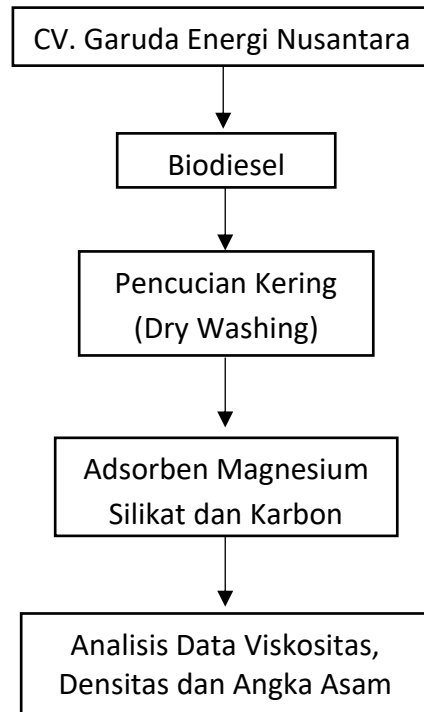 CV. Garuda Energi Nusantara
Biodiesel
Pencucian Kering
(Dry Washing)
Adsorben Magnesium
Silikat dan Karbon
Analisis Data Viskositas,
Densitas dan Angka Asam